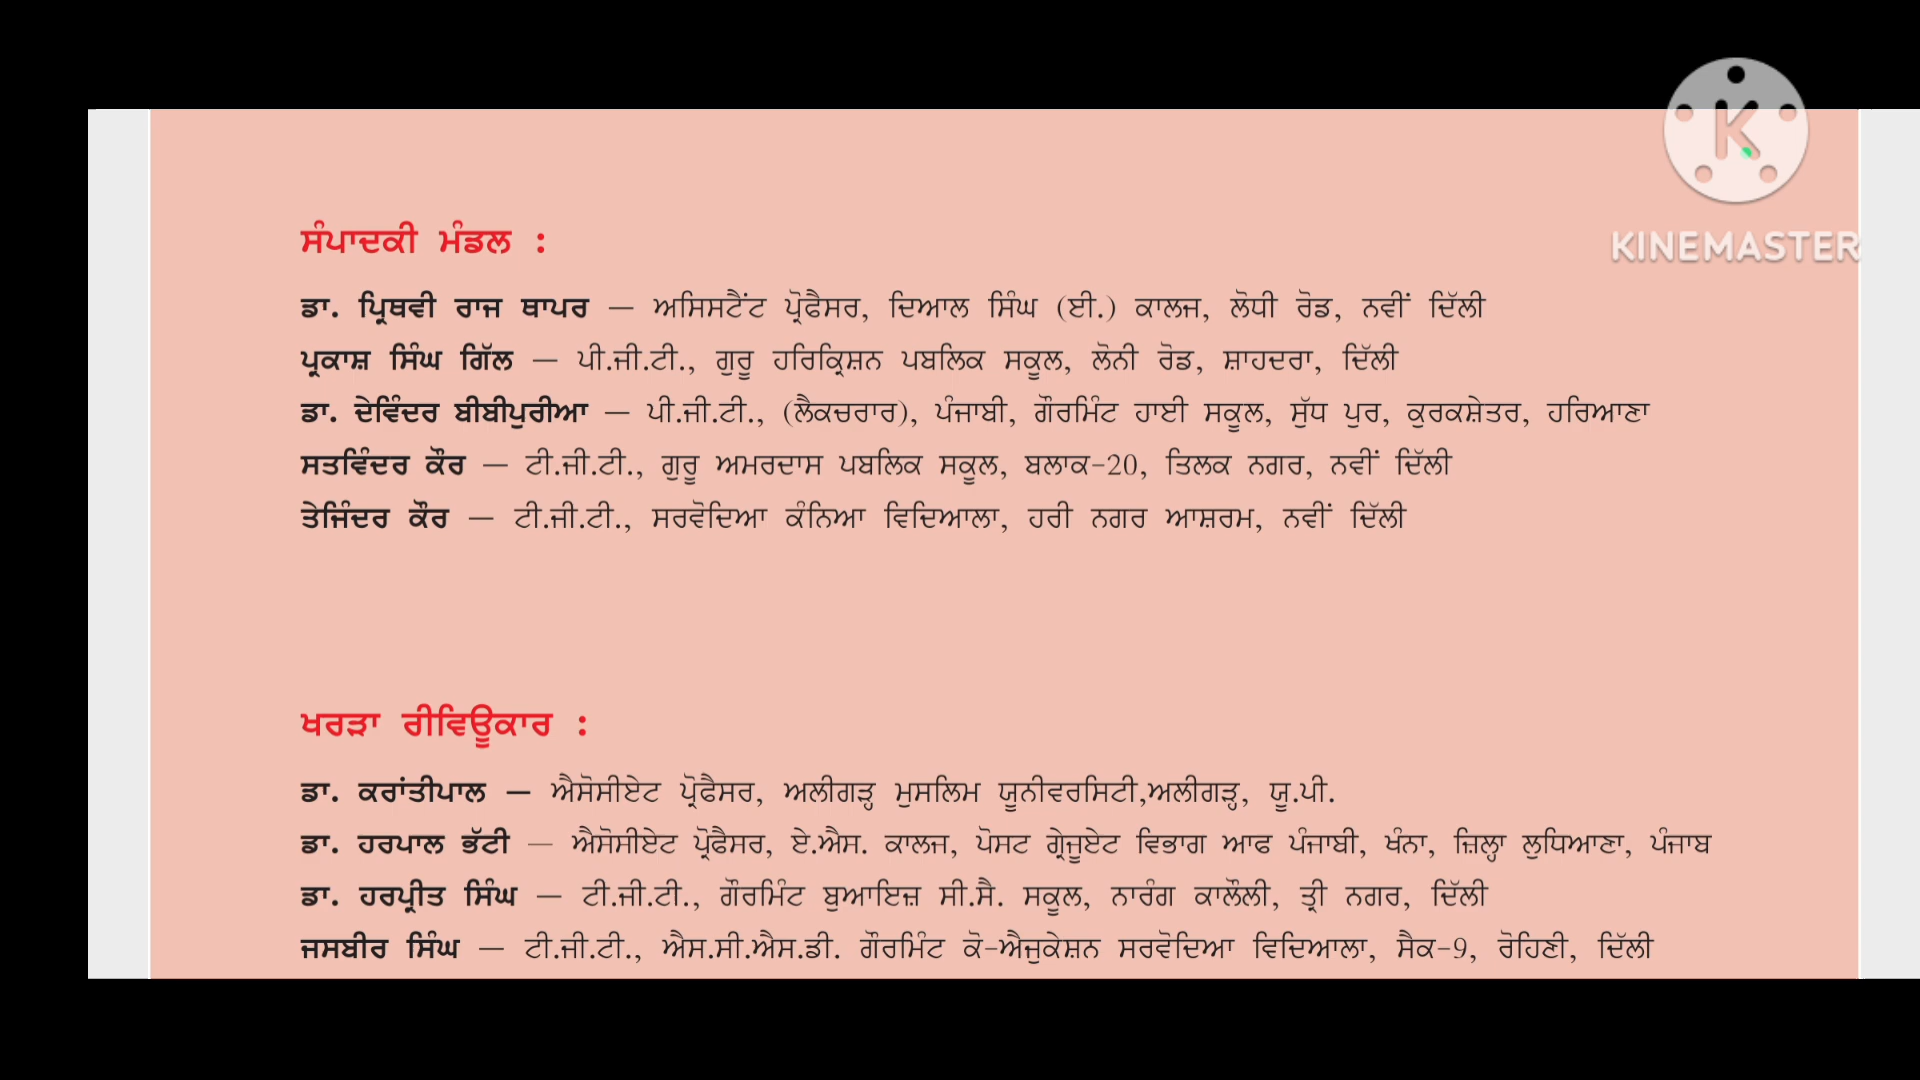 KINEMASTER
ਸੰਪਾਦਕੀ ਮੰਡਲ :
ਡਾ. ਪ੍ਰਿਥਵੀ ਰਾਜ ਥਾਪਰ — ਅਸਿਸਟੈਂਟ ਪ੍ਰੋਫੈਸਰ, ਦਿਆਲ ਸਿੰਘ (ਈ.) ਕਾਲਜ, ਲੋਧੀ ਰੋਡ, ਨਵੀਂ ਦਿੱਲੀ
ਪ੍ਰਕਾਸ਼ ਸਿੰਘ ਗਿੱਲ — ਪੀ.ਜੀ.ਟੀ., ਗੁਰੂ ਹਰਿਕ੍ਰਿਸ਼ਨ ਪਬਲਿਕ ਸਕੂਲ, ਲੋਨੀ ਰੋਡ, ਸ਼ਾਹਦਰਾ, ਦਿੱਲੀ
ਡਾ. ਦੇਵਿੰਦਰ ਬੀਬੀਪੁਰੀਆ — ਪੀ.ਜੀ.ਟੀ., (ਲੈਕਚਰਾਰ), ਪੰਜਾਬੀ, ਗੌਰਮਿੰਟ ਹਾਈ ਸਕੂਲ, ਸੁੱਧ ਪੁਰ, ਕੁਰਕਸ਼ੇਤਰ, ਹਰਿਆਣਾ
ਸਤਵਿੰਦਰ ਕੌਰ — ਟੀ.ਜੀ.ਟੀ., ਗੁਰੂ ਅਮਰਦਾਸ ਪਬਲਿਕ ਸਕੂਲ, ਬਲਾਕ-20, ਤਿਲਕ ਨਗਰ, ਨਵੀਂ ਦਿੱਲੀ
ਤੇਜਿੰਦਰ ਕੌਰ — ਟੀ.ਜੀ.ਟੀ., ਸਰਵੋਦਿਆ ਕੰਨਿਆ ਵਿਦਿਆਲਾ, ਹਰੀ ਨਗਰ ਆਸ਼ਰਮ, ਨਵੀਂ ਦਿੱਲੀ
ਖਰੜਾ ਰੀਵਿਊਕਾਰ :
ਡਾ. ਕਰਾਂਤੀਪਾਲ — ਐਸੋਸੀਏਟ ਪ੍ਰੋਫੈਸਰ, ਅਲੀਗੜ੍ਹ ਮੁਸਲਿਮ ਯੂਨੀਵਰਸਿਟੀ,ਅਲੀਗੜ੍ਹ, ਯੂ.ਪੀ.
ਡਾ. ਹਰਪਾਲ ਭੱਟੀ — ਐਸੋਸੀਏਟ ਪ੍ਰੋਫੈਸਰ, ਏ.ਐਸ. ਕਾਲਜ, ਪੋਸਟ ਗ੍ਰੇਜੂਏਟ ਵਿਭਾਗ ਆਫ ਪੰਜਾਬੀ, ਖੰਨਾ, ਜ਼ਿਲ੍ਹਾ ਲੁਧਿਆਣਾ, ਪੰਜਾਬ
ਡਾ. ਹਰਪ੍ਰੀਤ ਸਿੰਘ — ਟੀ.ਜੀ.ਟੀ., ਗੌਰਮਿੰਟ ਬੁਆਇਜ਼ ਸੀ.ਸੈ. ਸਕੂਲ, ਨਾਰੰਗ ਕਾਲੌਲੀ, ਤ੍ਰੀ ਨਗਰ, ਦਿੱਲੀ
ਜਸਬੀਰ ਸਿੰਘ — ਟੀ.ਜੀ.ਟੀ., ਐਸ.ਸੀ.ਐਸ.ਡੀ. ਗੌਰਮਿੰਟ ਕੋ-ਐਜੁਕੇਸ਼ਨ ਸਰਵੋਦਿਆ ਵਿਦਿਆਲਾ, ਸੈਕ-9, ਰੋਹਿਣੀ, ਦਿੱਲੀ